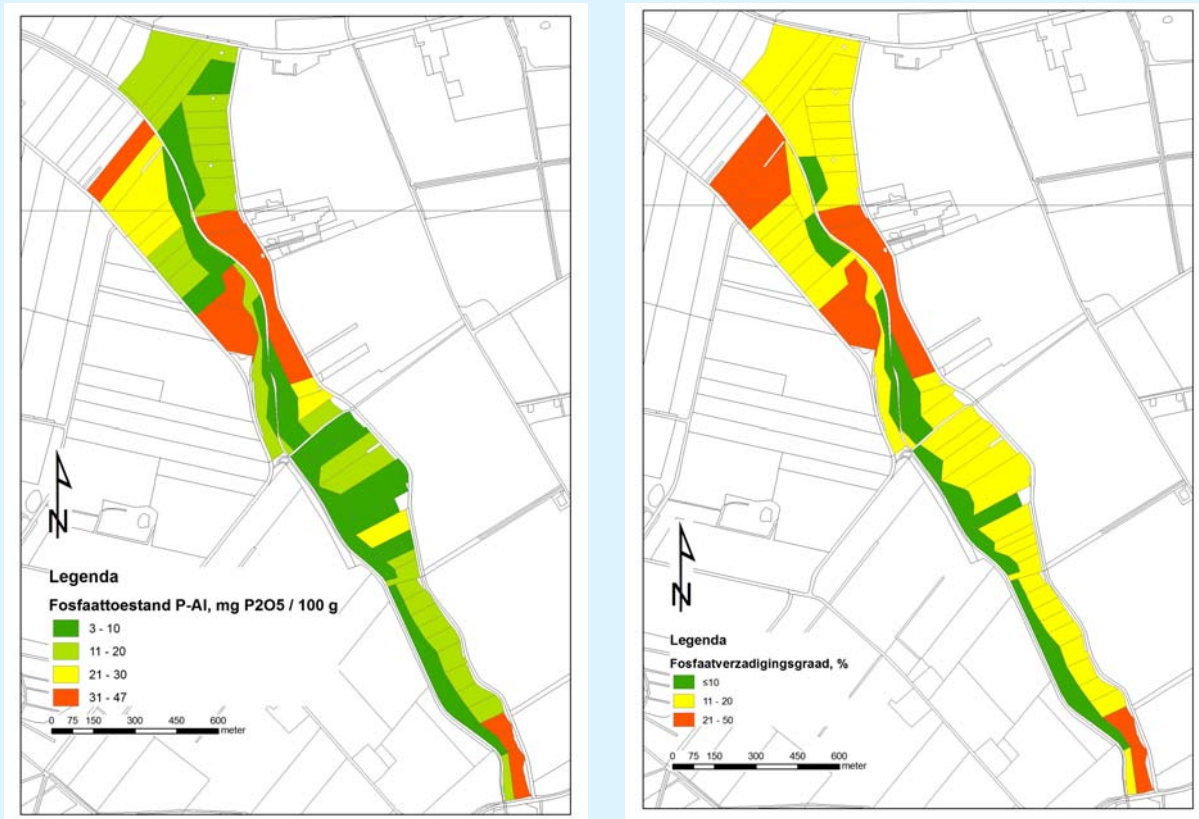 N
Legenda
Fosfaattoestand P-Al, mg P2O5 / 100 g
3 - 10
11 - 20
21 - 30
31 - 47
0 75 150 300 450 600
meter
N
Legenda
Fosfaatverzadigingsgraad, %
≤10
11 - 20
21 - 50
0 75 150 300 450 600
meter